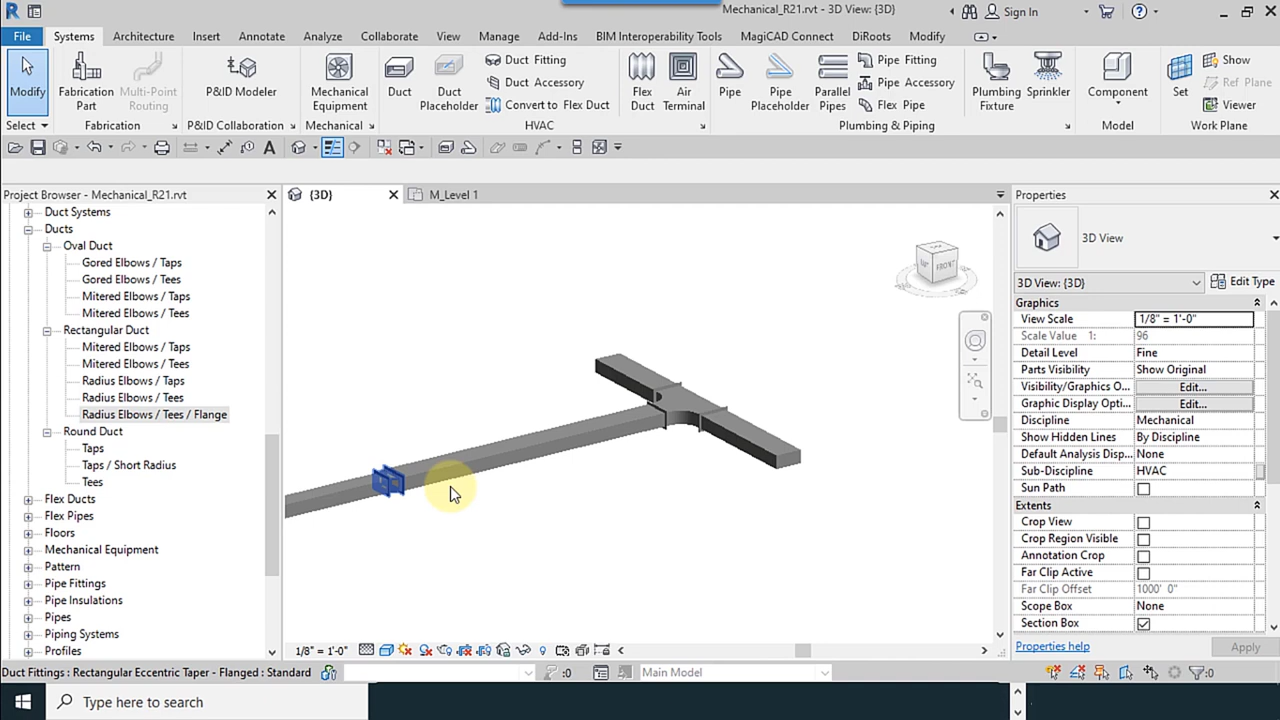 Mechanical_R21.rvt - 3D View: {3D}
Sign In
File
Systems
Architecture
Insert
Annotate
Analyze
Collaborate
View
Manage
Add-Ins
BIM Interoperability Tools
MagiCAD Connect
DiRoots
Modify
Modify
Fabrication Part
Multi-Point Routing
P&ID Modeler
Mechanical Equipment
Duct
Duct Placeholder
Duct Fitting
Duct Accessory
Convert to Flex Duct
Flex Duct
Air Terminal
Pipe
Pipe Placeholder
Parallel Pipes
Pipe Fitting
Pipe Accessory
Flex Pipe
Plumbing Fixture
Sprinkler
Component
Set
Show
Ref Plane
Viewer
Select
Fabrication
P&ID Collaboration
Mechanical
HVAC
Plumbing & Piping
Model
Work Plane
Project Browser - Mechanical_R21.rvt
Duct Systems
Ducts
Oval Duct
Gored Elbows / Taps
Gored Elbows / Tees
Mitered Elbows / Taps
Mitered Elbows / Tees
Rectangular Duct
Mitered Elbows / Taps
Mitered Elbows / Tees
Radius Elbows / Taps
Radius Elbows / Tees
Radius Elbows / Tees / Flange
Round Duct
Taps
Taps / Short Radius
Tees
Flex Ducts
Flex Pipes
Floors
Mechanical Equipment
Pattern
Pipe Fittings
Pipe Insulations
Pipes
Piping Systems
Profiles
{3D}
M_Level 1
FRONT
1/8" = 1'-0"
Properties
3D View
3D View: {3D}
Edit Type
Graphics
View Scale 1/8" = 1'-0"
Scale Value 1: 96
Detail Level Fine
Parts Visibility Show Original
Visibility/Graphics O... Edit...
Graphic Display Opti... Edit...
Discipline Mechanical
Show Hidden Lines By Discipline
Default Analysis Disp... None
Sub-Discipline HVAC
Sun Path
Extents
Crop View
Crop Region Visible
Annotation Crop
Far Clip Active
Far Clip Offset 1000' 0"
Scope Box None
Section Box
Properties help
Apply
Duct Fittings : Rectangular Eccentric Taper - Flanged : Standard
:0
Main Model
:0
Type here to search